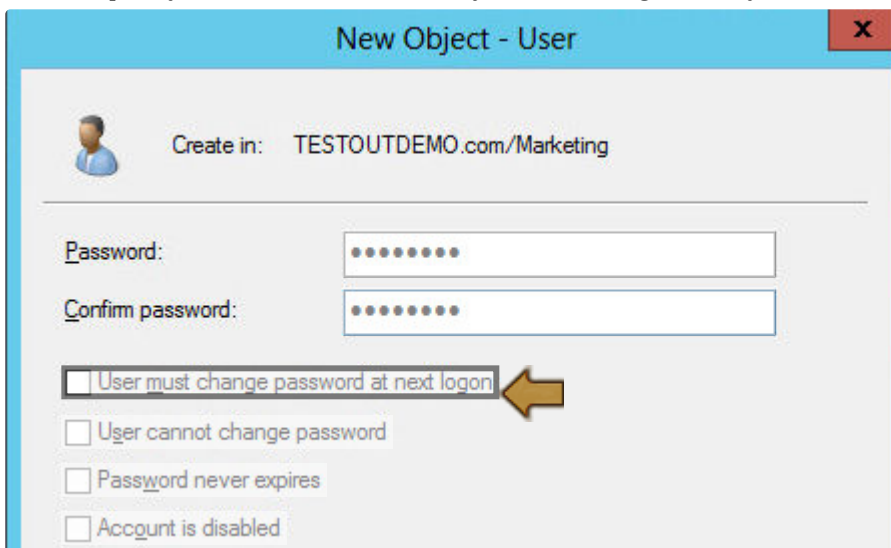 New Object - User
x
Create in: TESTOUTDEMO.com/Marketing
Password:
Confirm password:
User must change password at next logon
User cannot change password
Password never expires
Account is disabled